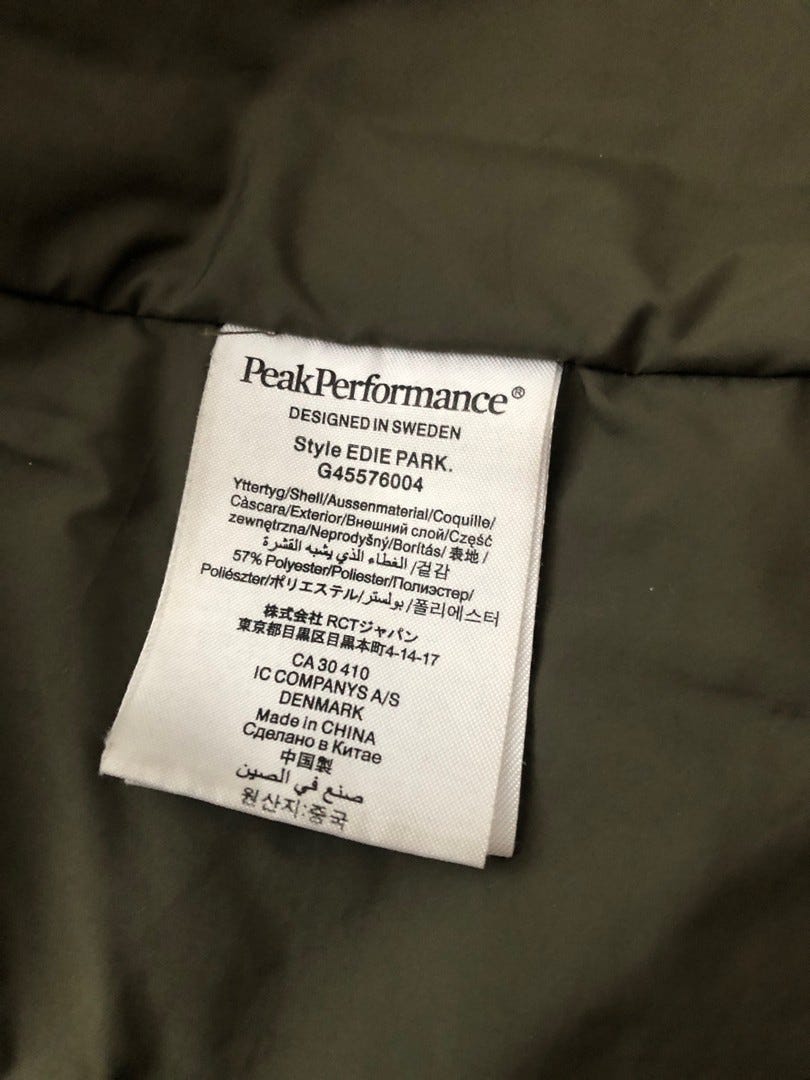 PeakPerformance®
DESIGNED IN SWEDEN
Style EDIE PARK.
G45576004
Yttertyg/Shell/Aussenmaterial/Coquille/
Càscara/Exterior/Внешний слой/Część
zewnętrzna/Neprodyšný/Borítás/表地/
الغطاء الذي يشبه القشرة/겉감
57% Polyester/Poliester/Полиэстер/
Poliészter/ポリエステル/بولستر/폴리에스터
株式会社 RCTジャパン
東京都目黒区目黒本町4-14-17
CA 30 410
IC COMPANYS A/S
DENMARK
Made in CHINA
Сделано в Китае
中国製
صنع في الصين
원산지:중국